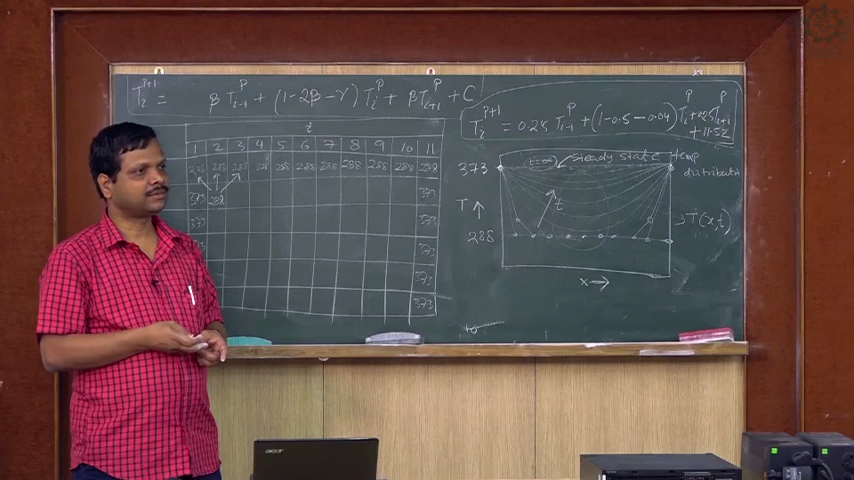 T_i^{P+1} = β T_{i-1}^P + (1-2β-γ) T_i^P + β T_{i+1}^P + C
i
1 2 3 4 5 6 7 8 9 10 11
288 288 288 288 288 288 288 288 288 288 288
373 288 373
373 373
373 373
373
373
T_i^{P+1} = 0.25 T_{i-1}^P + (1-0.5-0.04) T_i^P + 0.25 T_{i+1}^P
+ 11.52
t=∞ steady state temp
distributi
373
T
t
T(x,t)
288
x
acer